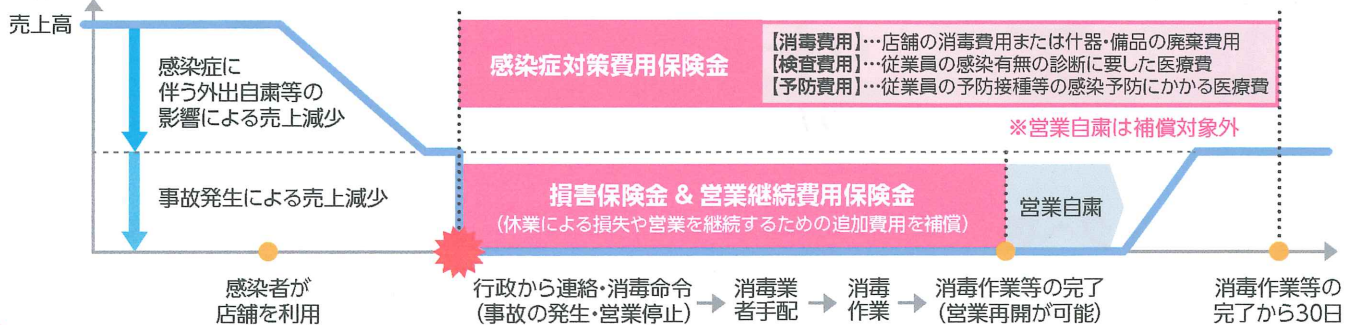 売上高
感染症に
伴う外出自粛等の
影響による売上減少
事故発生による売上減少
感染症対策費用保険金
【消毒費用】…店舗の消毒費用または什器・備品の廃棄費用
【検査費用】…従業員の感染有無の診断に要した医療費
【予防費用】…従業員の予防接種等の感染予防にかかる医療費
※営業自粛は補償対象外
損害保険金 & 営業継続費用保険金
(休業による損失や営業を継続するための追加費用を補償)
営業自粛
感染者が
店舗を利用
行政から連絡・消毒命令
(事故の発生・営業停止)
消毒業
者手配
消毒
作業
消毒作業等の完了
(営業再開が可能)
消毒作業等の
完了から30日